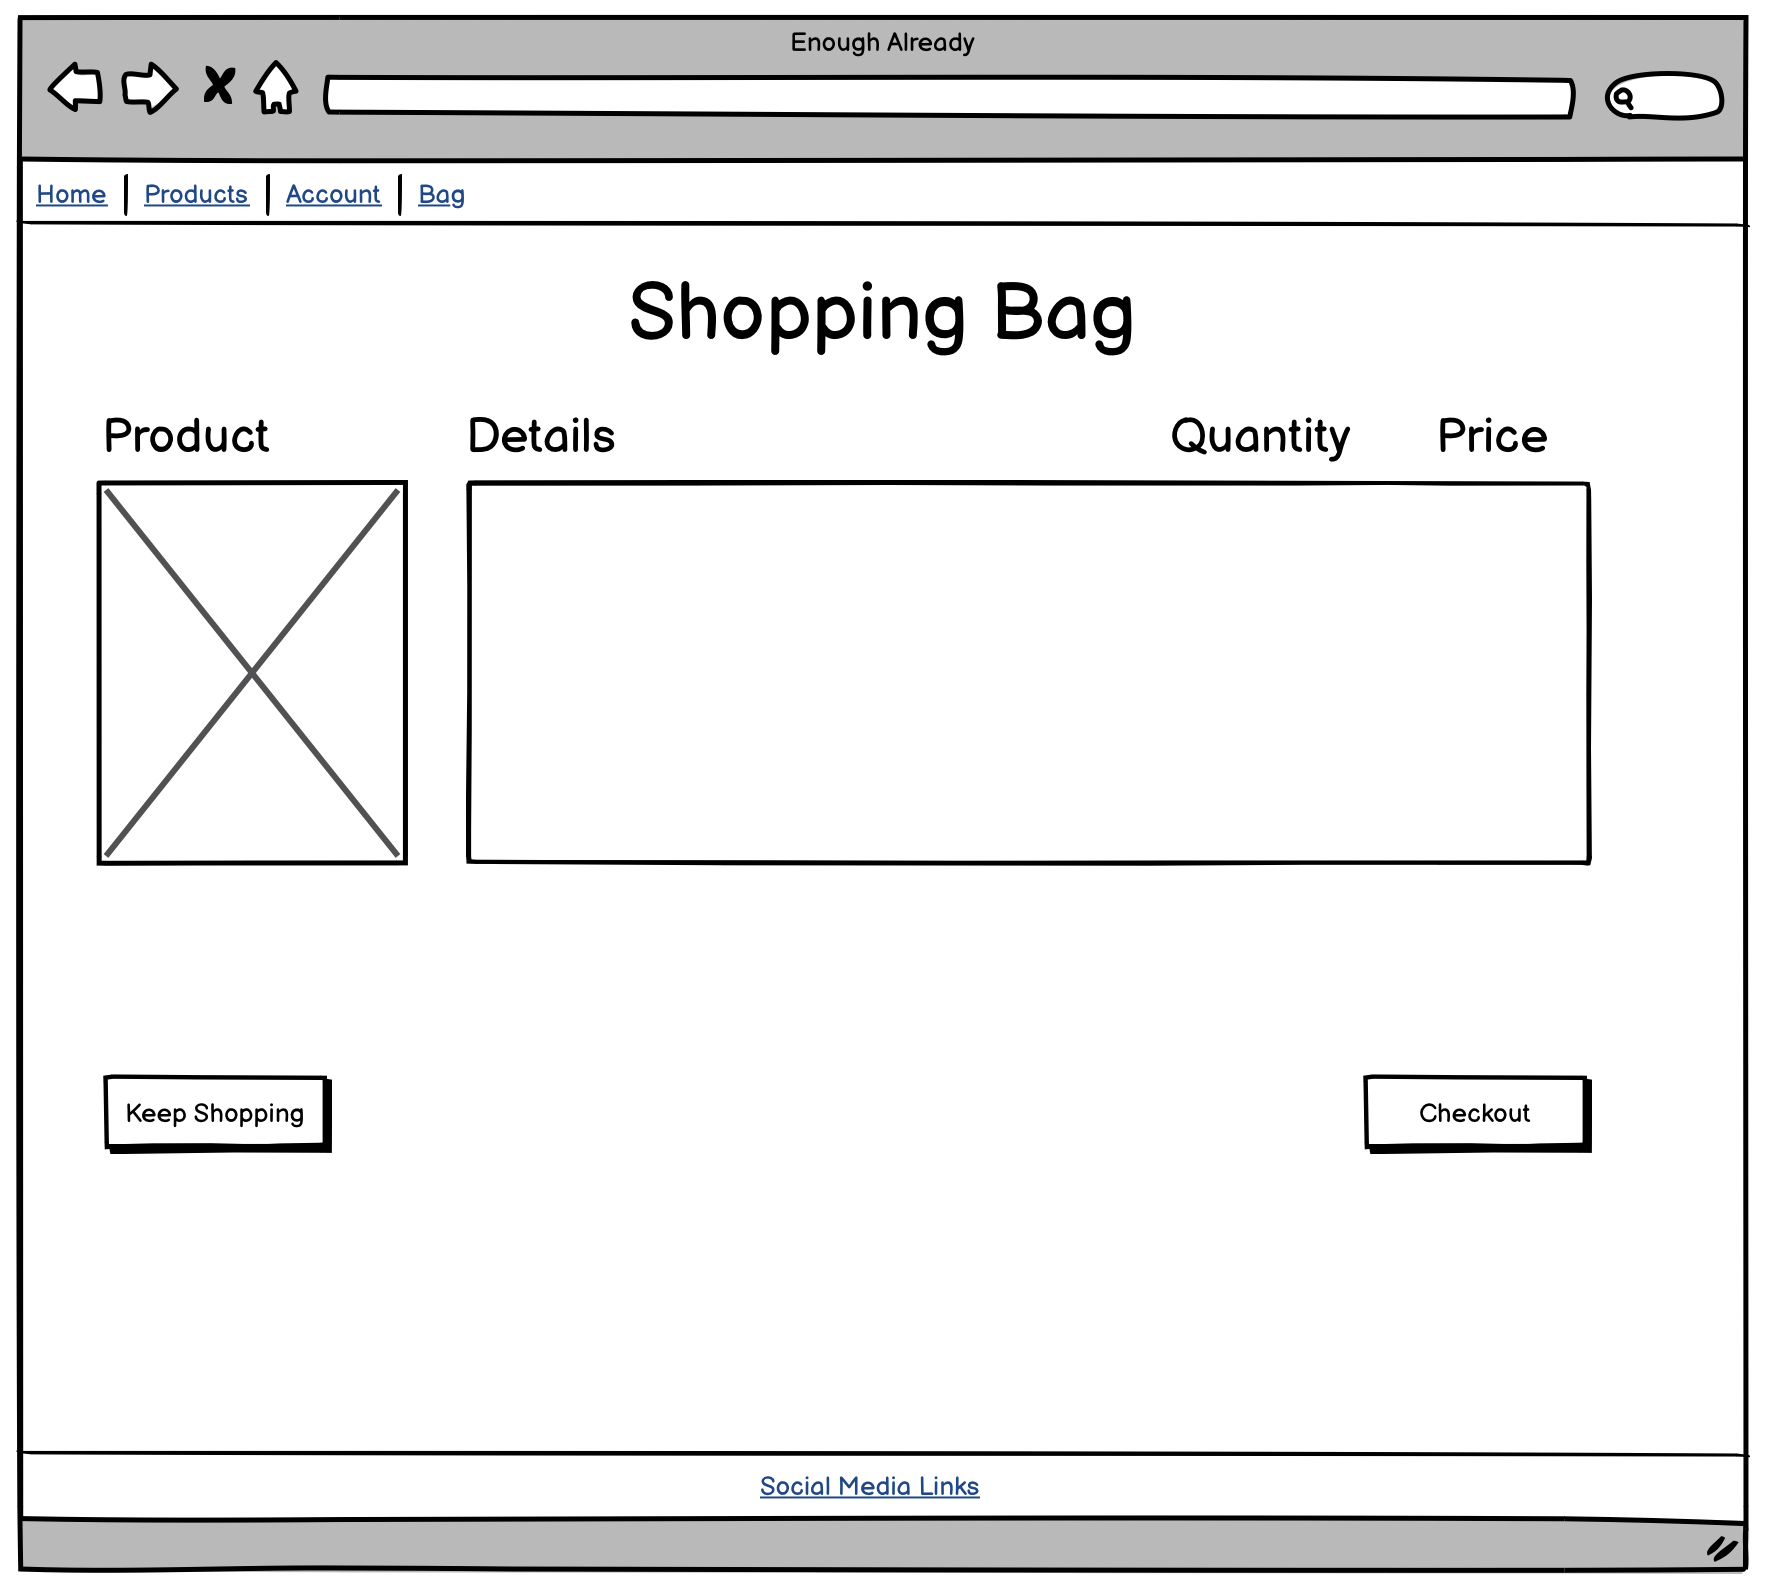 Enough Already
Home Products Account Bag
Shopping Bag
Product Details Quantity Price
Keep Shopping Checkout
Social Media Links